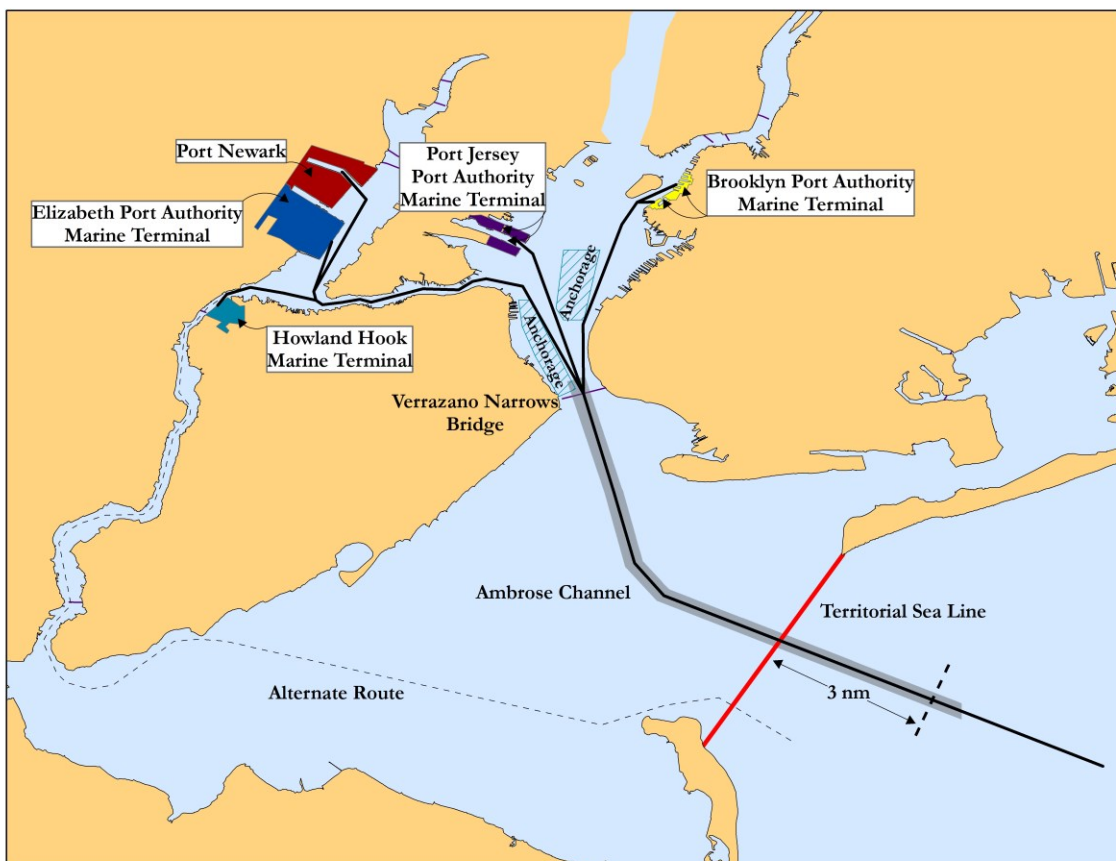 Port Newark
Elizabeth Port Authority
Marine Terminal
Port Jersey
Port Authority
Marine Terminal
Brooklyn Port Authority
Marine Terminal
Anchorage
Anchorage
Howland Hook
Marine Terminal
Verrazano Narrows
Bridge
Ambrose Channel
Territorial Sea Line
Alternate Route
3 nm